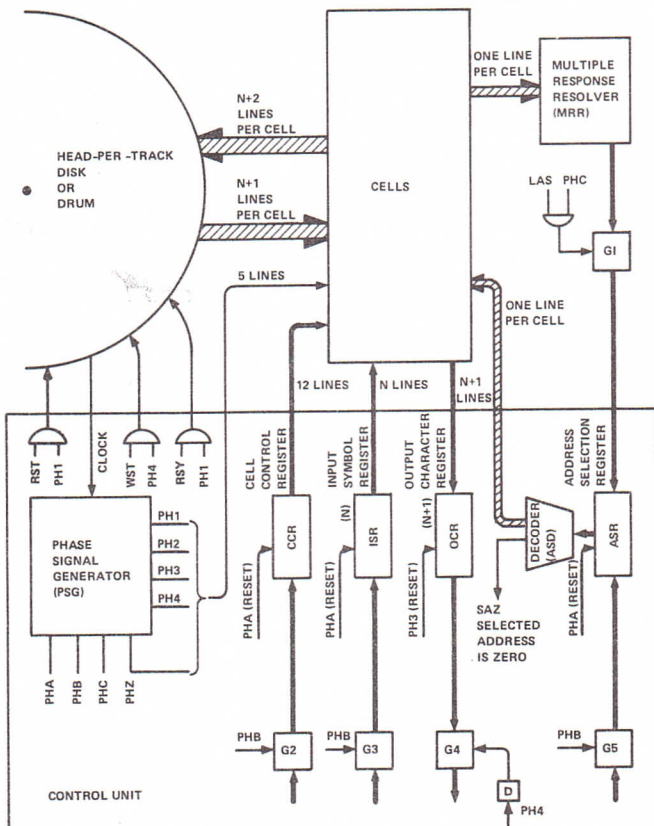 HEAD-PER-TRACK
DISK
OR
DRUM
N+2
LINES
PER CELL
N+1
LINES
PER CELL
CELLS
ONE LINE
PER CELL
MULTIPLE
RESPONSE
RESOLVER
(MRR)
LAS PHC
G1
5 LINES
ONE LINE
PER CELL
12 LINES
N LINES
N+1
LINES
RST
PH1
CLOCK
WST
PH4
RSY
PH1
CELL
CONTROL
REGISTER
INPUT
SYMBOL
REGISTER
(N)
OUTPUT
CHARACTER
REGISTER
(N+1)
ADDRESS
SELECTION
REGISTER
PHASE
SIGNAL
GENERATOR
(PSG)
PH1
PH2
PH3
PH4
PHA
PHB
PHC
PHZ
CCR
PHA (RESET)
ISR
PHA (RESET)
OCR
PH3 (RESET)
DECODER
(ASD)
ASR
PHA (RESET)
SAZ
SELECTED
ADDRESS
IS ZERO
PHB
G2
PHB
G3
G4
PHB
G5
D
PH4
CONTROL UNIT